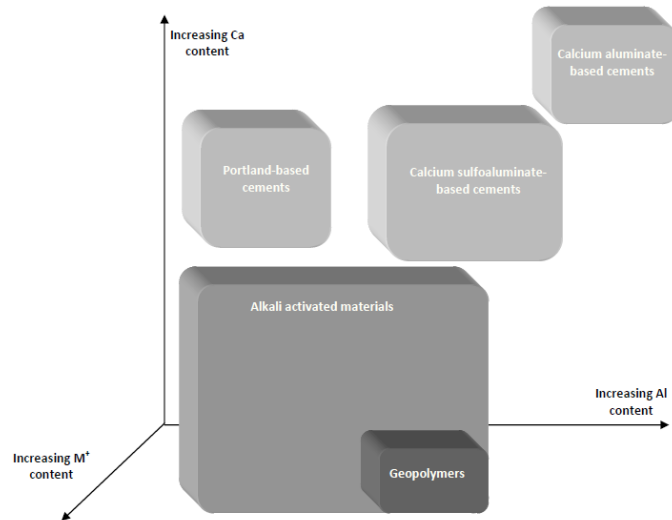 Increasing Ca
content
Calcium aluminate-
based cements
Portland-based
cements
Calcium sulfoaluminate-
based cements
Alkali activated materials
Increasing Al
content
Increasing M⁺
content
Geopolymers